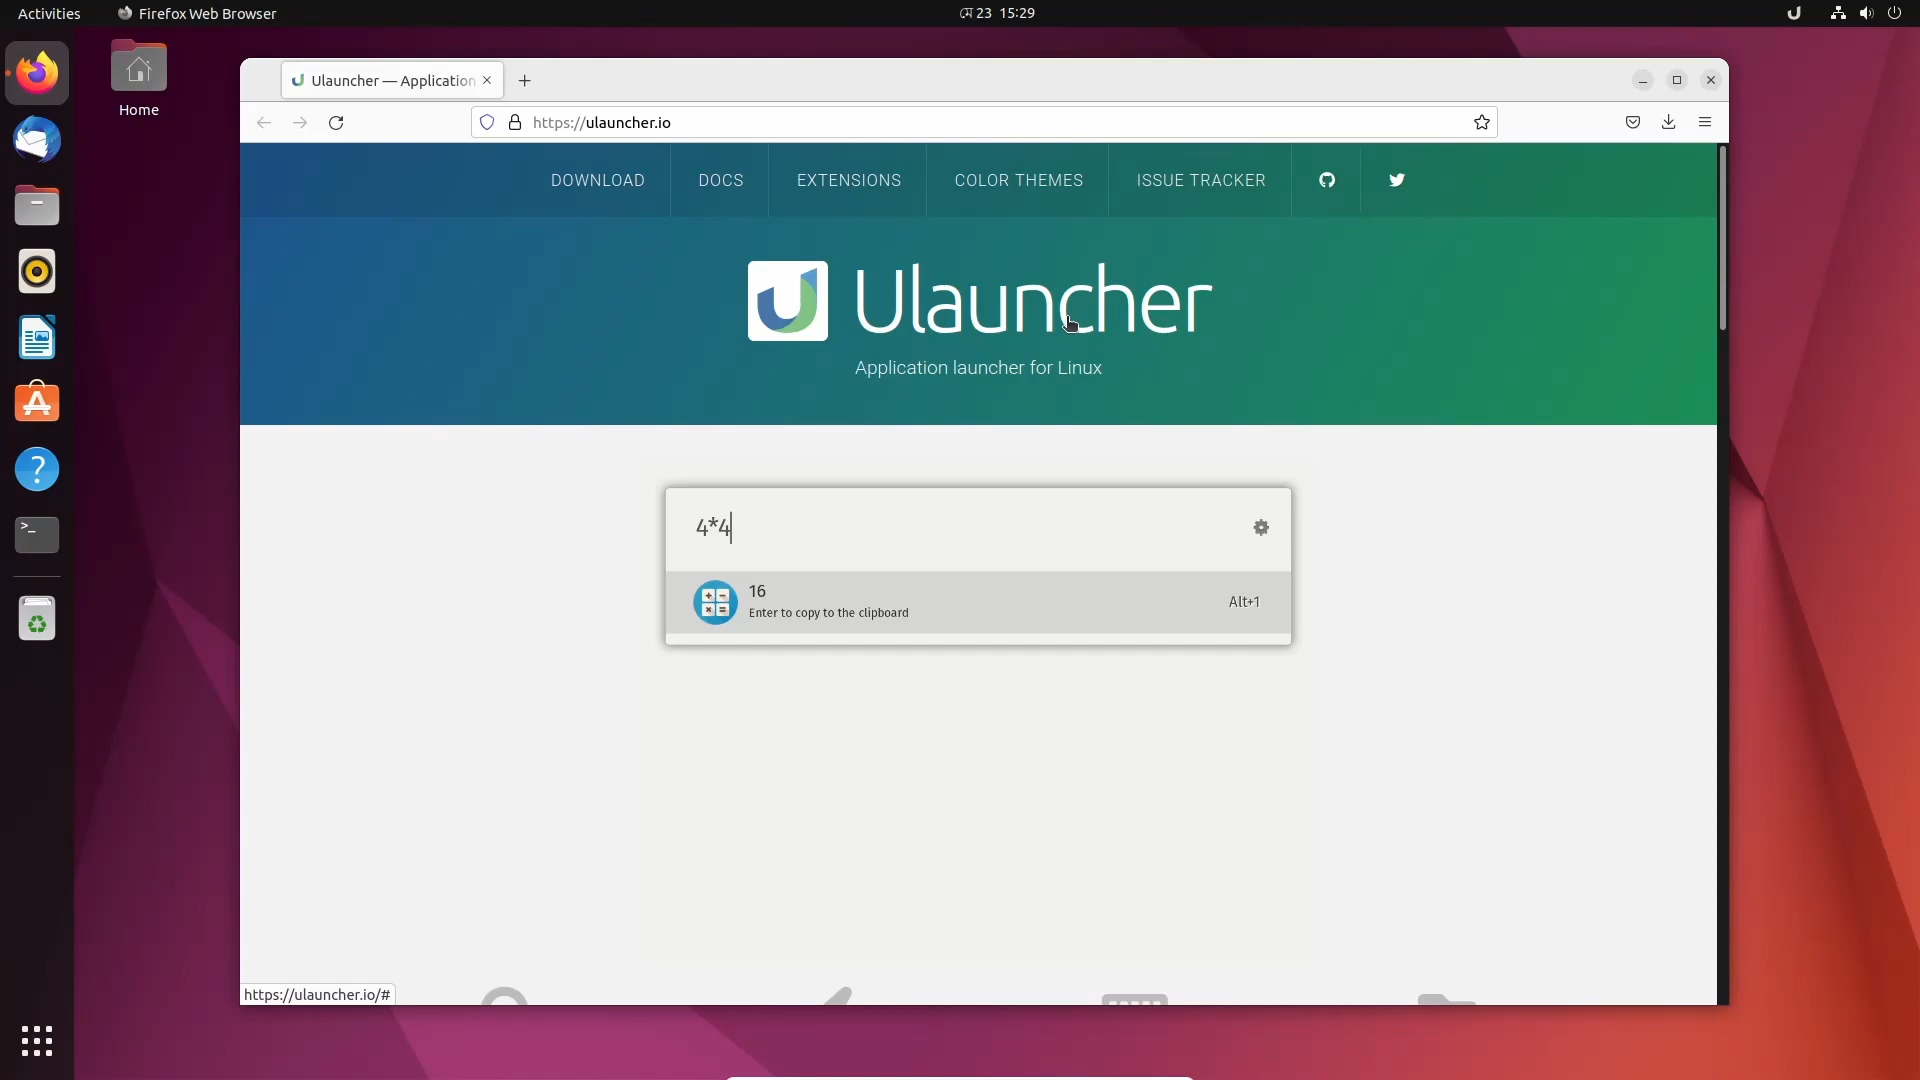 Activities
Firefox Web Browser
23 15:29
Home
Ulauncher — Application
https://ulauncher.io
DOWNLOAD
DOCS
EXTENSIONS
COLOR THEMES
ISSUE TRACKER
Ulauncher
Application launcher for Linux
4*4
16
Enter to copy to the clipboard
Alt+1
https://ulauncher.io/#